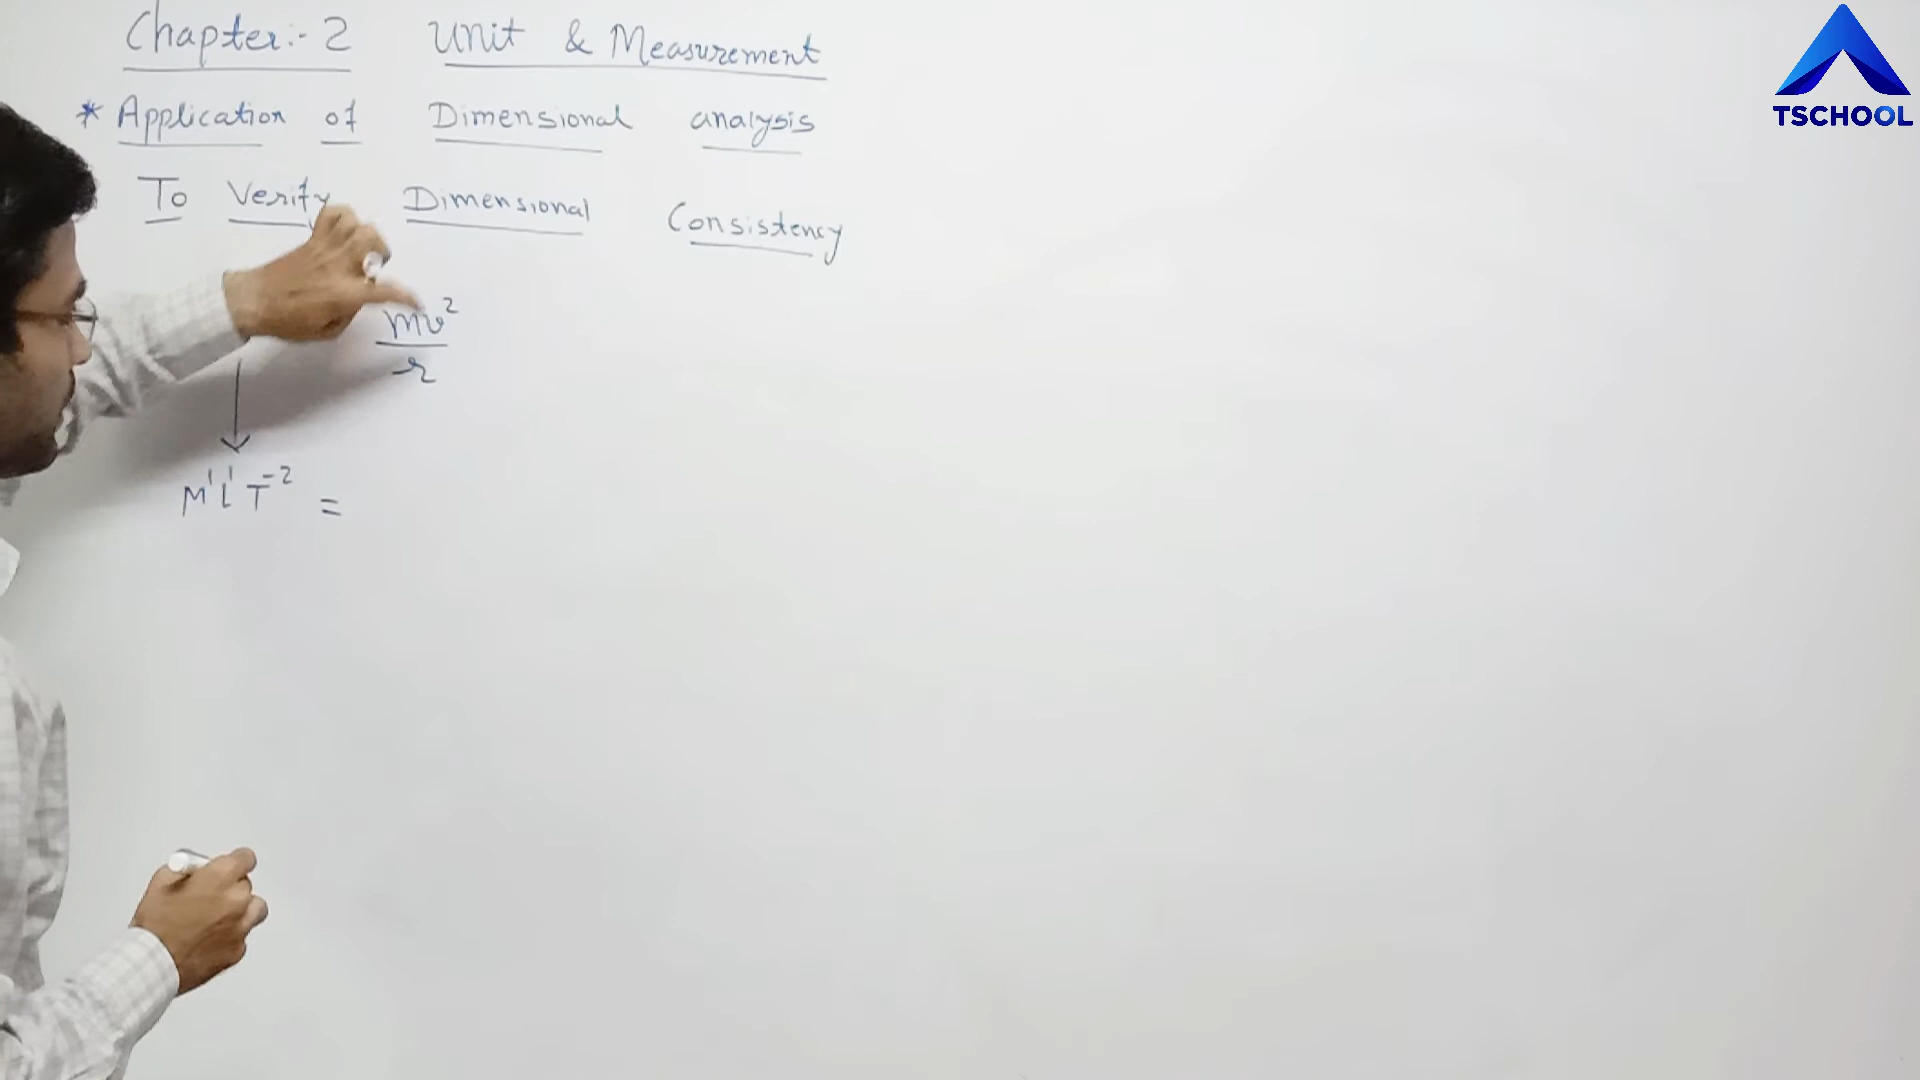 Chapter:- 2 Unit & Measurement
* Application of Dimensional analysis
To Verify Dimensional Consistency
mv²
r
M¹L¹T⁻² =
TSCHOOL